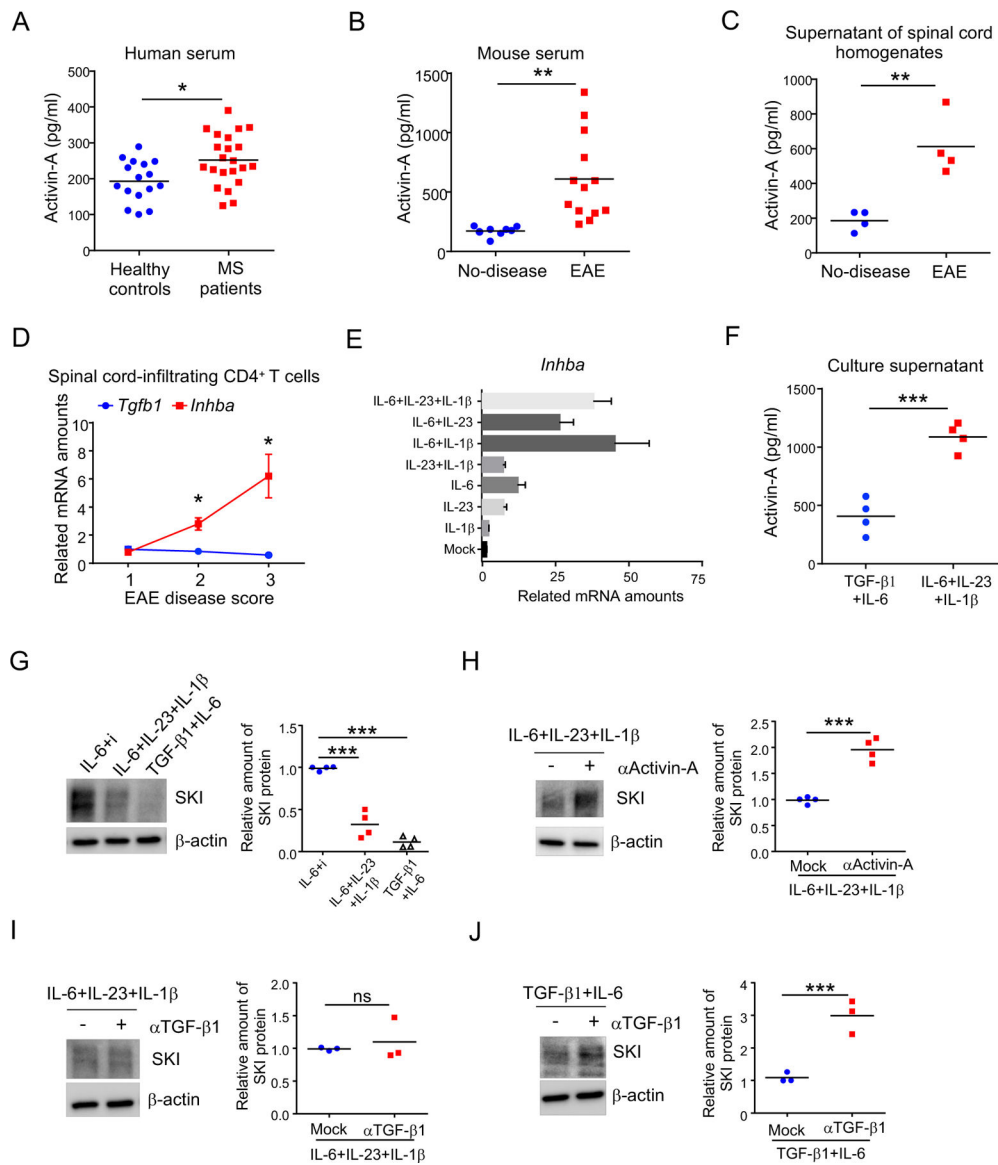 A
Human serum
*
Activin-A (pg/ml)
500
400
300
200
100
0
Healthy controls
MS patients
B
Mouse serum
**
Activin-A (pg/ml)
1500
1000
500
0
No-disease
EAE
C
Supernatant of spinal cord
homogenates
**
Activin-A (pg/ml)
1000
800
600
400
200
0
No-disease
EAE
D
Spinal cord-infiltrating CD4⁺ T cells
Tgfb1
Inhba
Related mRNA amounts
10
8
6
4
2
0
*
*
1
2
3
EAE disease score
E
Inhba
IL-6+IL-23+IL-1β
IL-6+IL-23
IL-6+IL-1β
IL-23+IL-1β
IL-6
IL-23
IL-1β
Mock
0
25
50
75
Related mRNA amounts
F
Culture supernatant
***
Activin-A (pg/ml)
1500
1000
500
0
TGF-β1
+IL-6
IL-6+IL-23
+IL-1β
G
IL-6+i
IL-6+IL-23+IL-1β
TGF-β1+IL-6
SKI
β-actin
Relative amount of
SKI protein
1.5
1.0
0.5
0.0
***
***
IL-6+i
IL-6+IL-23
+IL-1β
TGF-β1
+IL-6
H
IL-6+IL-23+IL-1β
- + αActivin-A
SKI
β-actin
Relative amount of
SKI protein
2.5
2.0
1.5
1.0
0.5
0.0
***
Mock
αActivin-A
IL-6+IL-23+IL-1β
I
IL-6+IL-23+IL-1β
- + αTGF-β1
SKI
β-actin
Relative amount of
SKI protein
2.0
1.5
1.0
0.5
0.0
ns
Mock
αTGF-β1
IL-6+IL-23+IL-1β
J
TGF-β1+IL-6
- + αTGF-β1
SKI
β-actin
Relative amount of
SKI protein
4
3
2
1
0
***
Mock
αTGF-β1
TGF-β1+IL-6